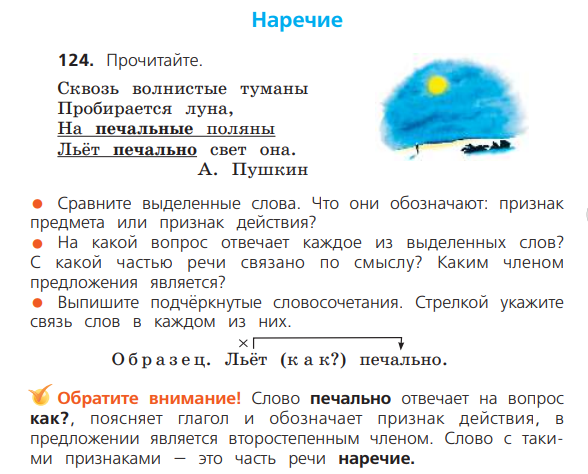 Наречие
124. Прочитайте.
Сквозь волнистые туманы
Пробирается луна,
На печальные поляны
Льёт печально свет она.
А. Пушкин
• Сравните выделенные слова. Что они обозначают: признак
предмета или признак действия?
• На какой вопрос отвечает каждое из выделенных слов?
С какой частью речи связано по смыслу? Каким членом
предложения является?
• Выпишите подчёркнутые словосочетания. Стрелкой укажите
связь слов в каждом из них.
×
Образец. Льёт (как?) печально.
Обратите внимание! Слово печально отвечает на вопрос
как?, поясняет глагол и обозначает признак действия, в
предложении является второстепенным членом. Слово с таки-
ми признаками — это часть речи наречие.